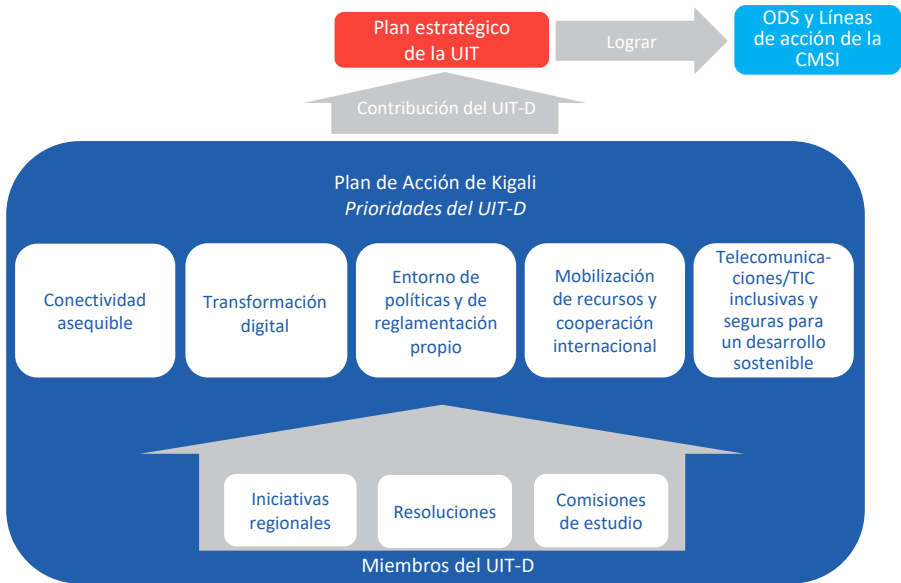 Plan estratégico
de la UIT
Lograr
ODS y Líneas
de acción de la
CMSI
Contribución del UIT-D
Plan de Acción de Kigali
Prioridades del UIT-D
Conectividad
asequible
Transformación
digital
Entorno de
políticas y de
reglamentación
propio
Mobilización
de recursos y
cooperación
internacional
Telecomunica-
ciones/TIC
inclusivas y
seguras para
un desarrollo
sostenible
Iniciativas
regionales
Resoluciones
Comisiones
de estudio
Miembros del UIT-D